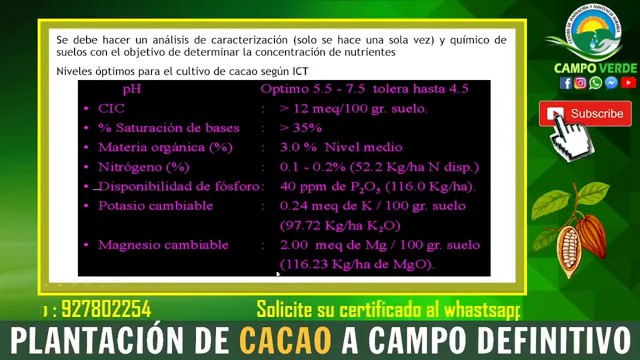 Se debe hacer un análisis de caracterización (solo se hace una sola vez) y químico de
suelos con el objetivo de determinar la concentración de nutrientes
Niveles óptimos para el cultivo de cacao según ICT
pH Optimo 5.5 - 7.5 tolera hasta 4.5
• CIC : > 12 meq/100 gr. suelo.
• % Saturación de bases : > 35%
• Materia orgánica (%) : 3.0 % Nivel medio
• Nitrógeno (%) : 0.1 - 0.2% (52.2 Kg/ha N disp.)
• Disponibilidad de fósforo: 40 ppm de P₂O₅ (116.0 Kg/ha).
• Potasio cambiable : 0.24 meq de K / 100 gr. suelo
(97.72 Kg/ha K₂O)
• Magnesio cambiable : 2.00 meq de Mg / 100 gr. suelo
(116.23 Kg/ha de MgO).
CAMPO VERDE
Subscribe
: 927802254 Solicite su certificado al whastsapp
PLANTACIÓN DE CACAO A CAMPO DEFINITIVO